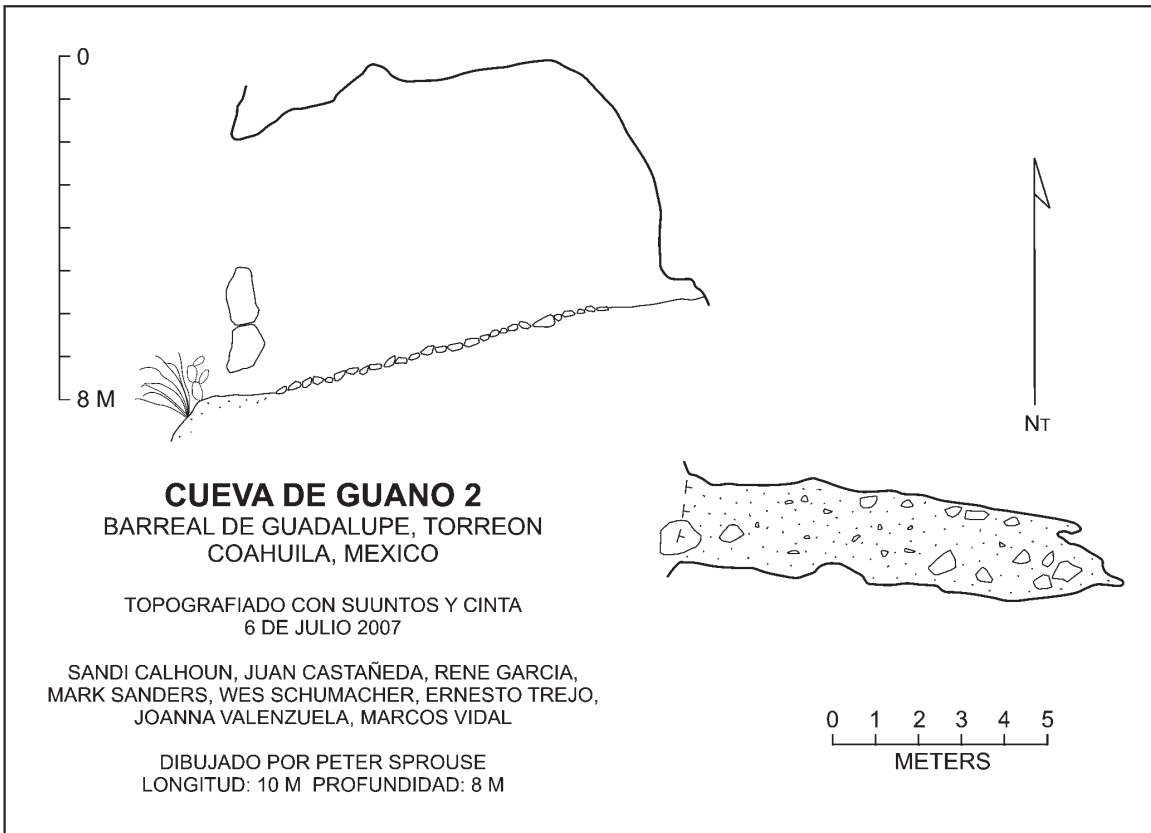 0
8 M
NT
CUEVA DE GUANO 2
BARREAL DE GUADALUPE, TORREON
COAHUILA, MEXICO
TOPOGRAFIADO CON SUUNTOS Y CINTA
6 DE JULIO 2007
SANDI CALHOUN, JUAN CASTAÑEDA, RENE GARCIA,
MARK SANDERS, WES SCHUMACHER, ERNESTO TREJO,
JOANNA VALENZUELA, MARCOS VIDAL
DIBUJADO POR PETER SPROUSE
LONGITUD: 10 M PROFUNDIDAD: 8 M
0 1 2 3 4 5
METERS